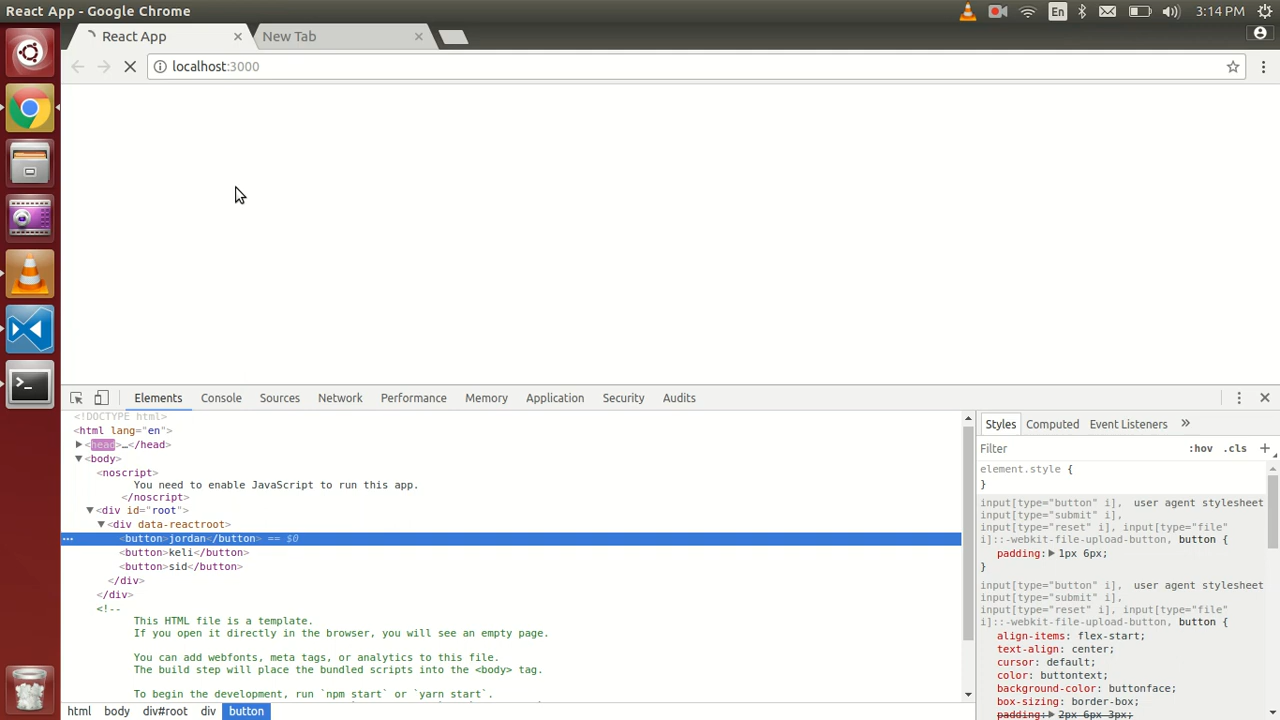 React App - Google Chrome
En
3:14 PM
React App
New Tab
localhost:3000
Elements
Console
Sources
Network
Performance
Memory
Application
Security
Audits
<!DOCTYPE html>
<html lang="en">
<head>…</head>
<body>
<noscript>
You need to enable JavaScript to run this app.
</noscript>
<div id="root">
<div data-reactroot>
<button>jordan</button> == $0
<button>keli</button>
<button>sid</button>
</div>
</div>
<!--
This HTML file is a template.
If you open it directly in the browser, you will see an empty page.
You can add webfonts, meta tags, or analytics to this file.
The build step will place the bundled scripts into the <body> tag.
To begin the development, run `npm start` or `yarn start`.
html body div#root div button
Styles Computed Event Listeners »
Filter :hov .cls +
element.style {
}
input[type="button" i], user agent stylesheet
input[type="submit" i],
input[type="reset" i], input[type="file"
i]::-webkit-file-upload-button, button {
padding: 1px 6px;
}
input[type="button" i], user agent stylesheet
input[type="submit" i],
input[type="reset" i], input[type="file"
i]::-webkit-file-upload-button, button {
align-items: flex-start;
text-align: center;
cursor: default;
color: buttontext;
background-color: buttonface;
box-sizing: border-box;
padding: 2px 6px 3px;